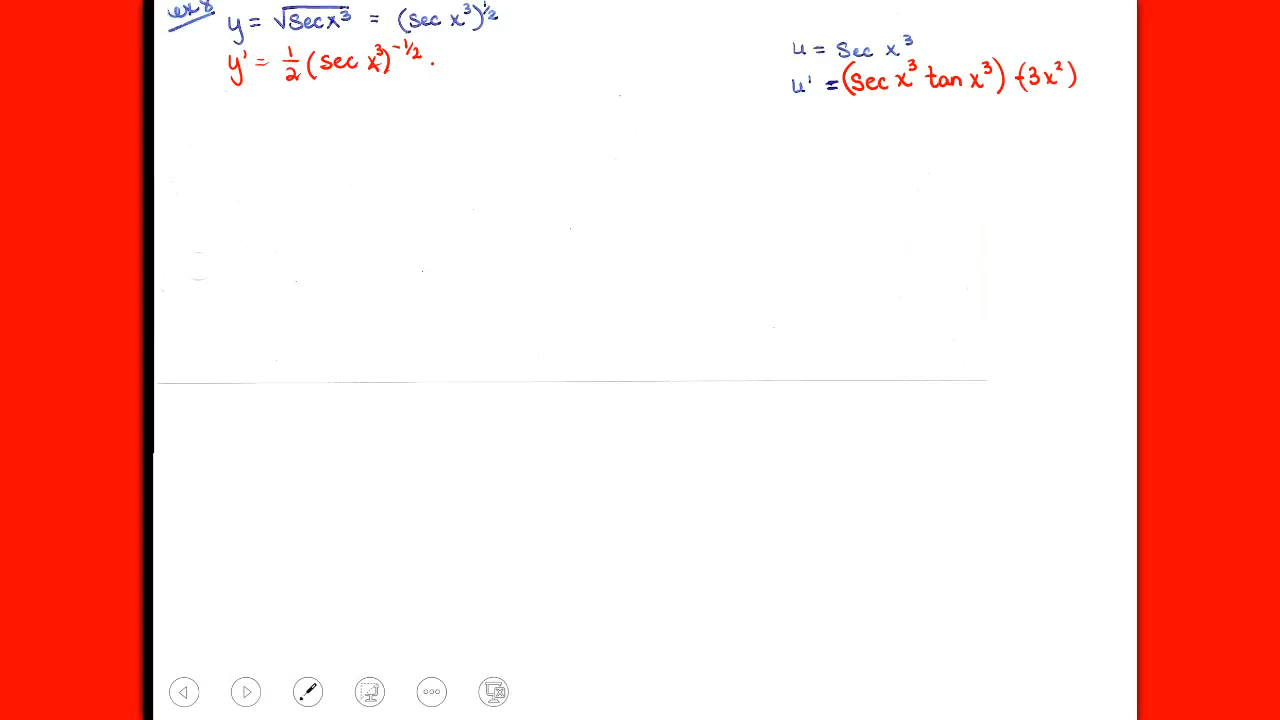 ex 8
y = √sec x³ = (sec x³)^½
y' = 1/2 (sec x³)^-1/2 ·
u = sec x³
u' = (sec x³ tan x³) · (3x²)